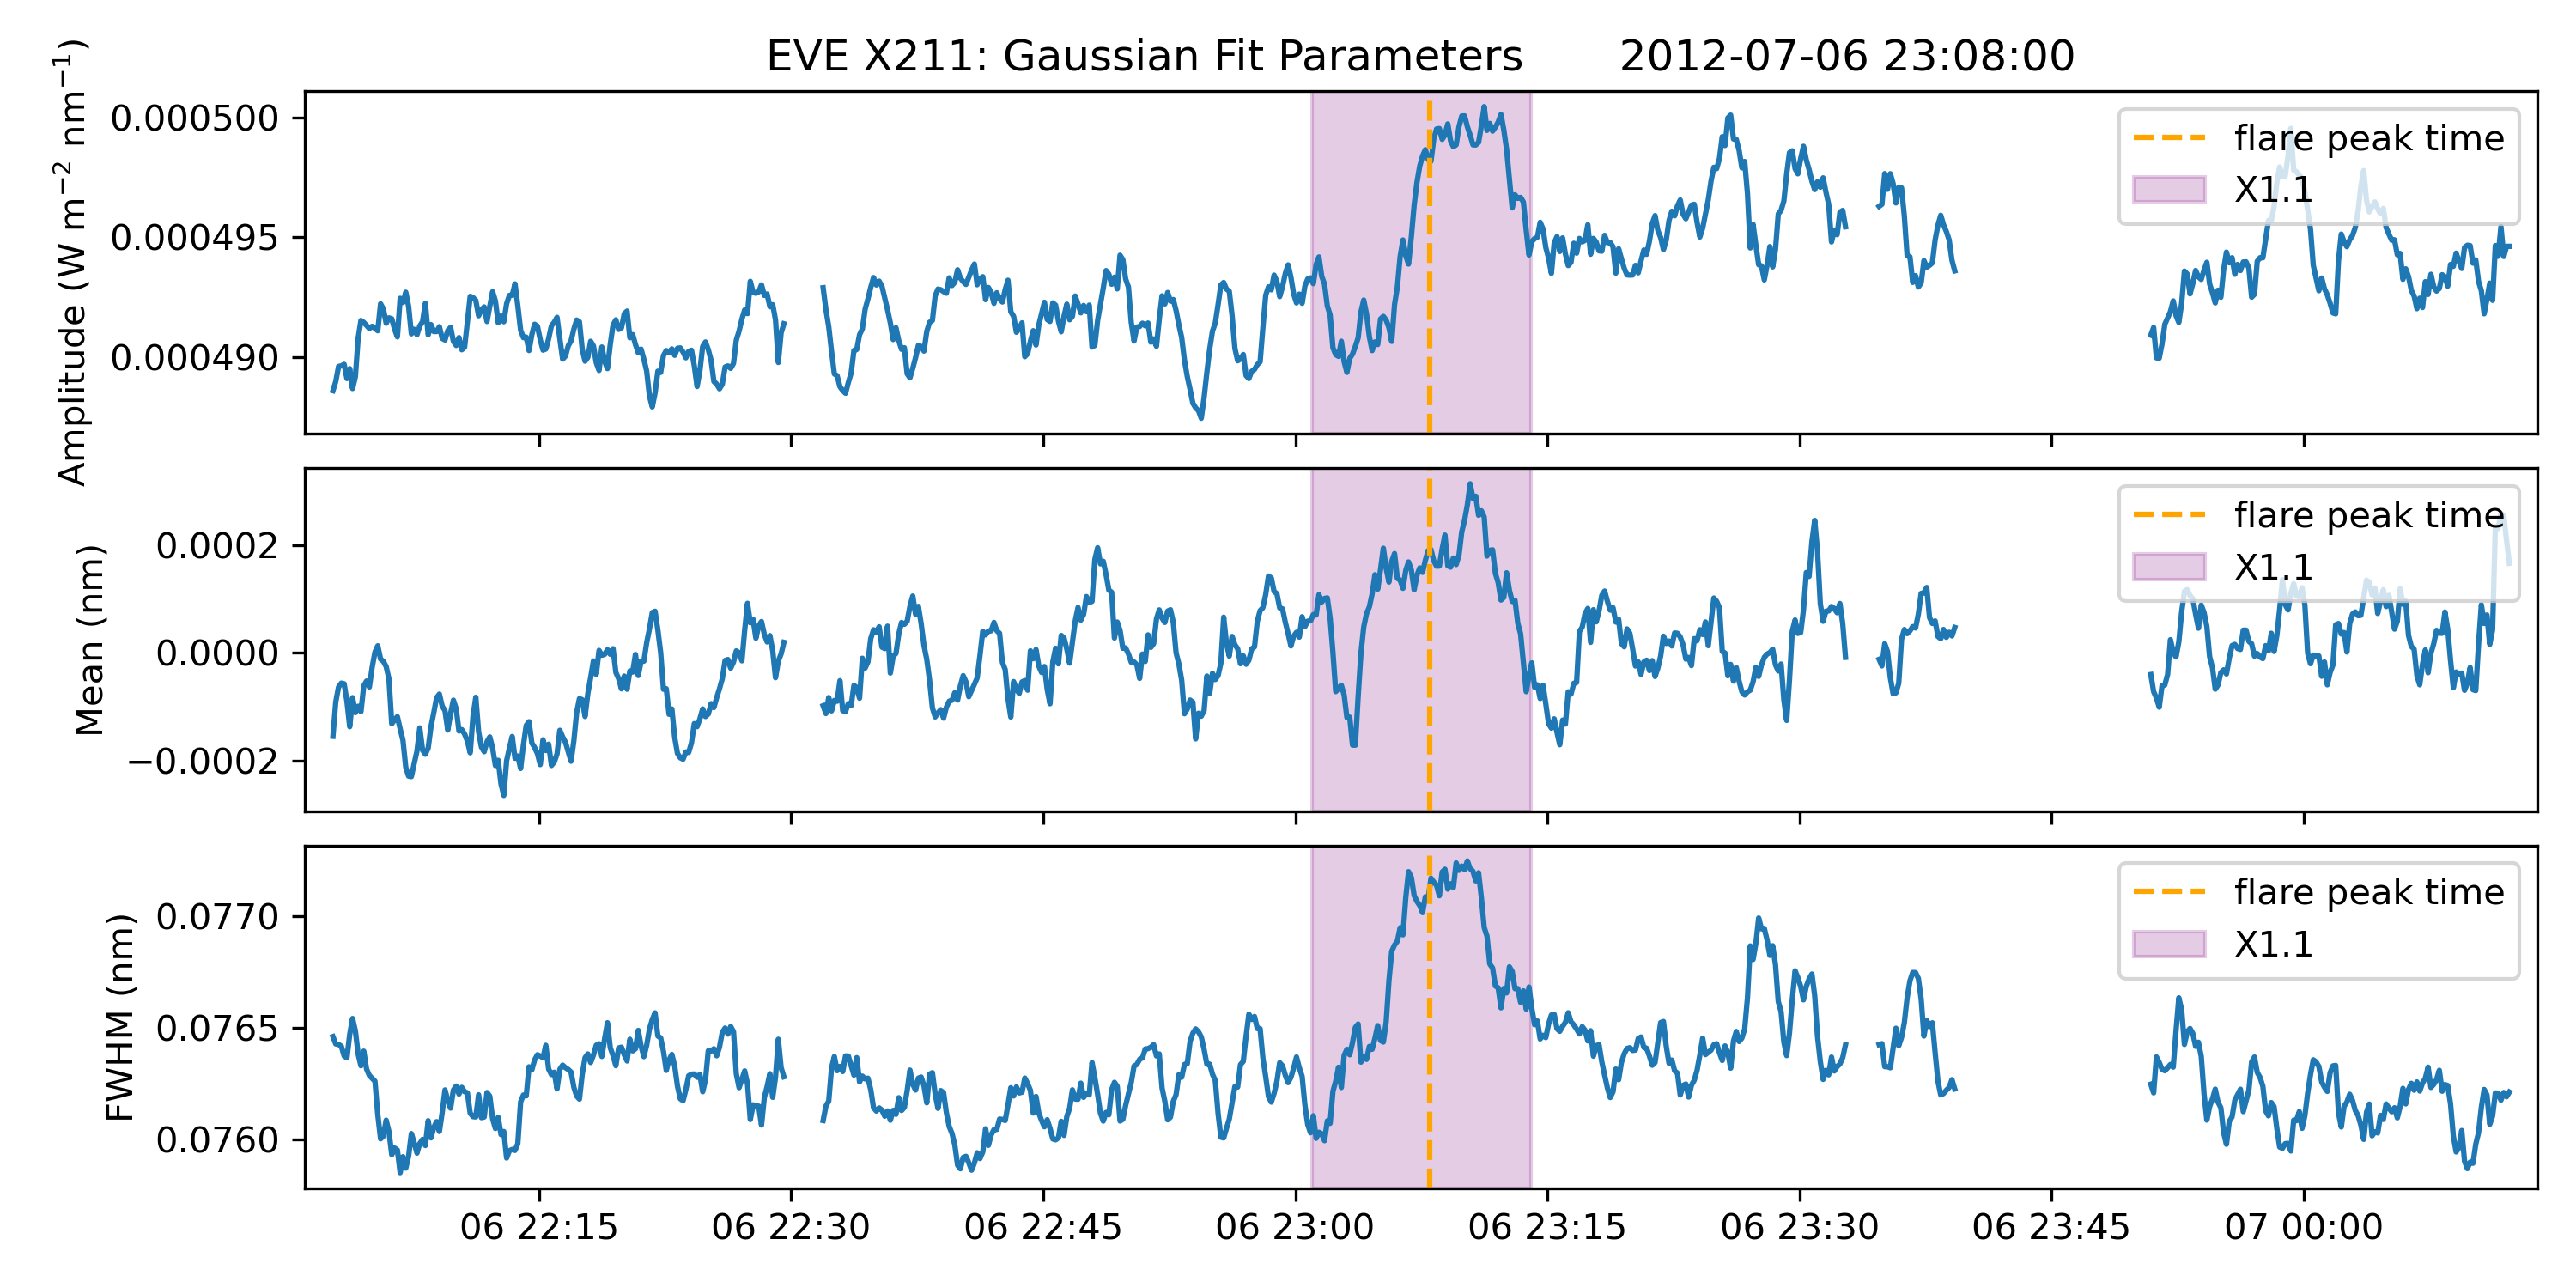 EVE X211: Gaussian Fit Parameters 2012-07-06 23:08:00
Amplitude (W m⁻² nm⁻¹)
0.000500
0.000495
0.000490
flare peak time
X1.1
Mean (nm)
0.0002
0.0000
−0.0002
flare peak time
X1.1
FWHM (nm)
0.0770
0.0765
0.0760
flare peak time
X1.1
06 22:15 06 22:30 06 22:45 06 23:00 06 23:15 06 23:30 06 23:45 07 00:00